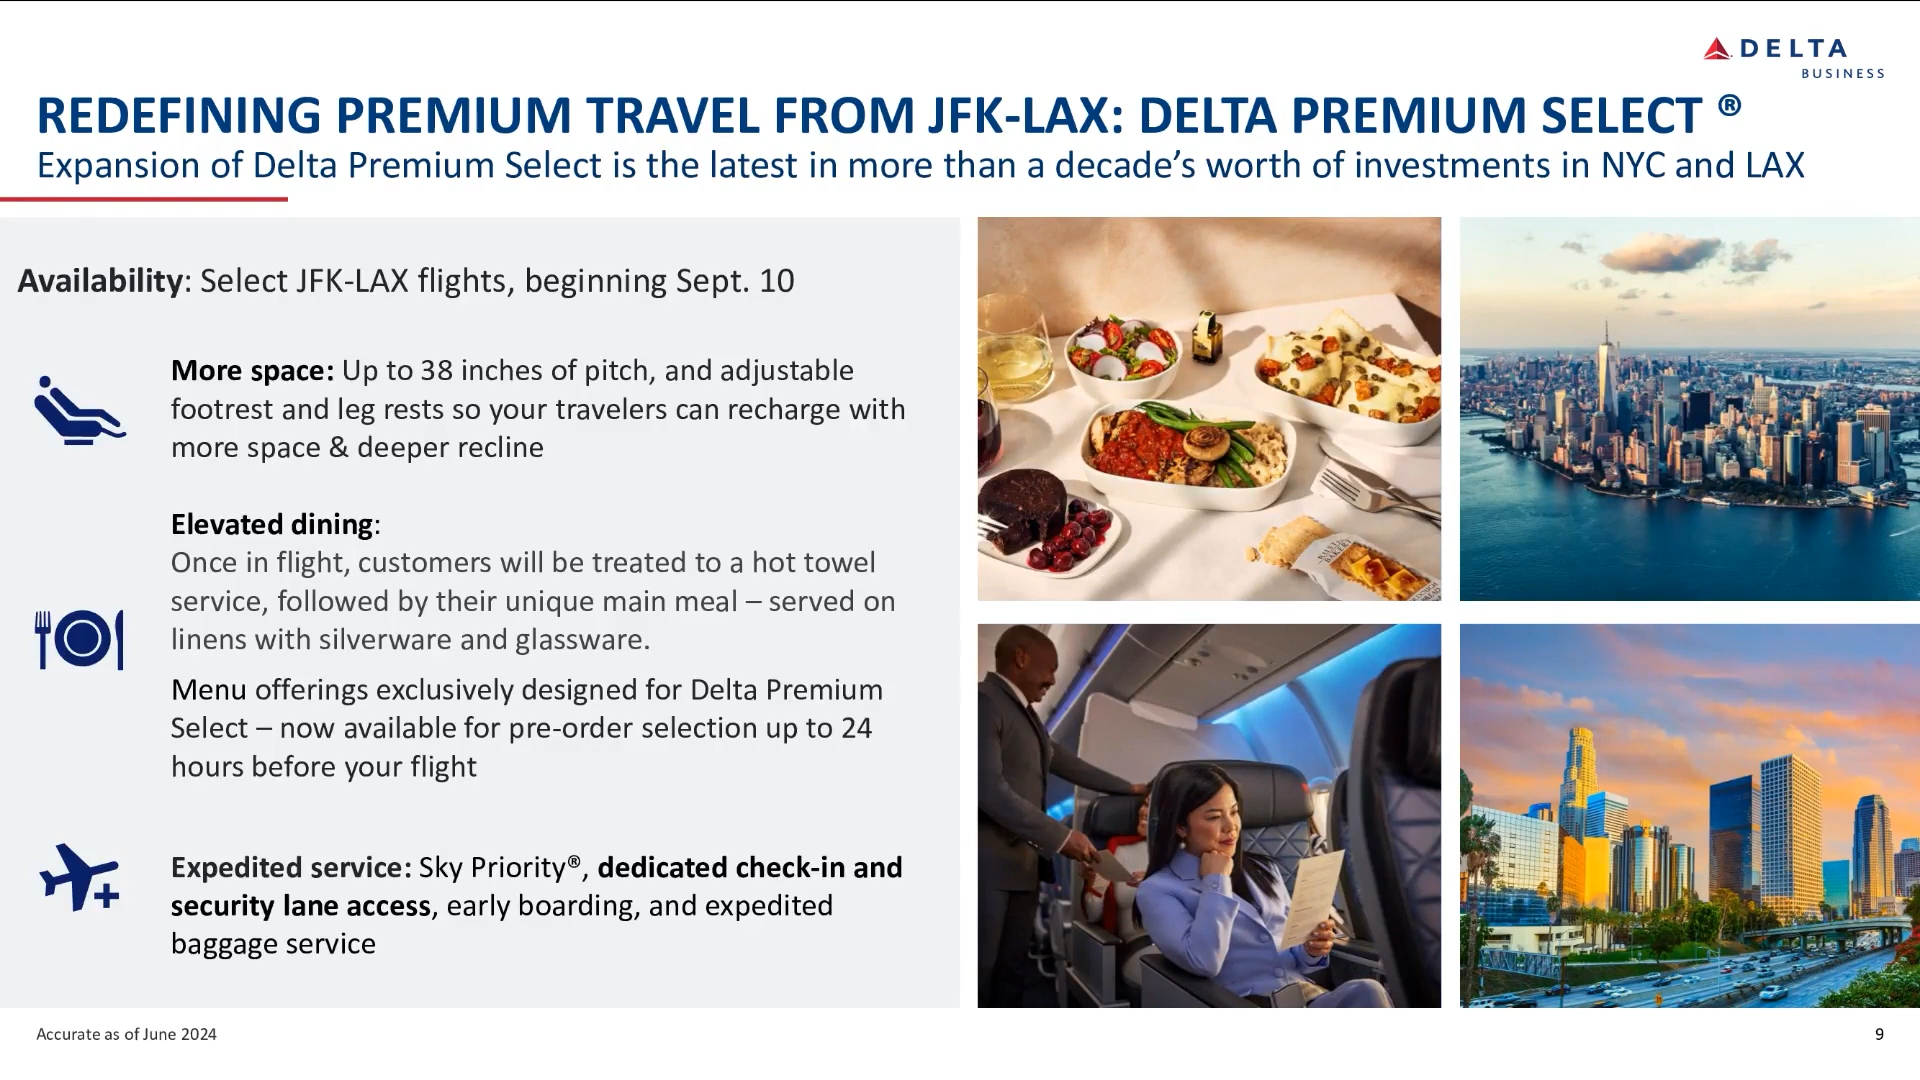 DELTA
BUSINESS
REDEFINING PREMIUM TRAVEL FROM JFK-LAX: DELTA PREMIUM SELECT ®
Expansion of Delta Premium Select is the latest in more than a decade’s worth of investments in NYC and LAX
Availability: Select JFK-LAX flights, beginning Sept. 10
More space: Up to 38 inches of pitch, and adjustable
footrest and leg rests so your travelers can recharge with
more space & deeper recline
Elevated dining:
Once in flight, customers will be treated to a hot towel
service, followed by their unique main meal – served on
linens with silverware and glassware.
Menu offerings exclusively designed for Delta Premium
Select – now available for pre-order selection up to 24
hours before your flight
Expedited service: Sky Priority®, dedicated check-in and
security lane access, early boarding, and expedited
baggage service
Accurate as of June 2024
9